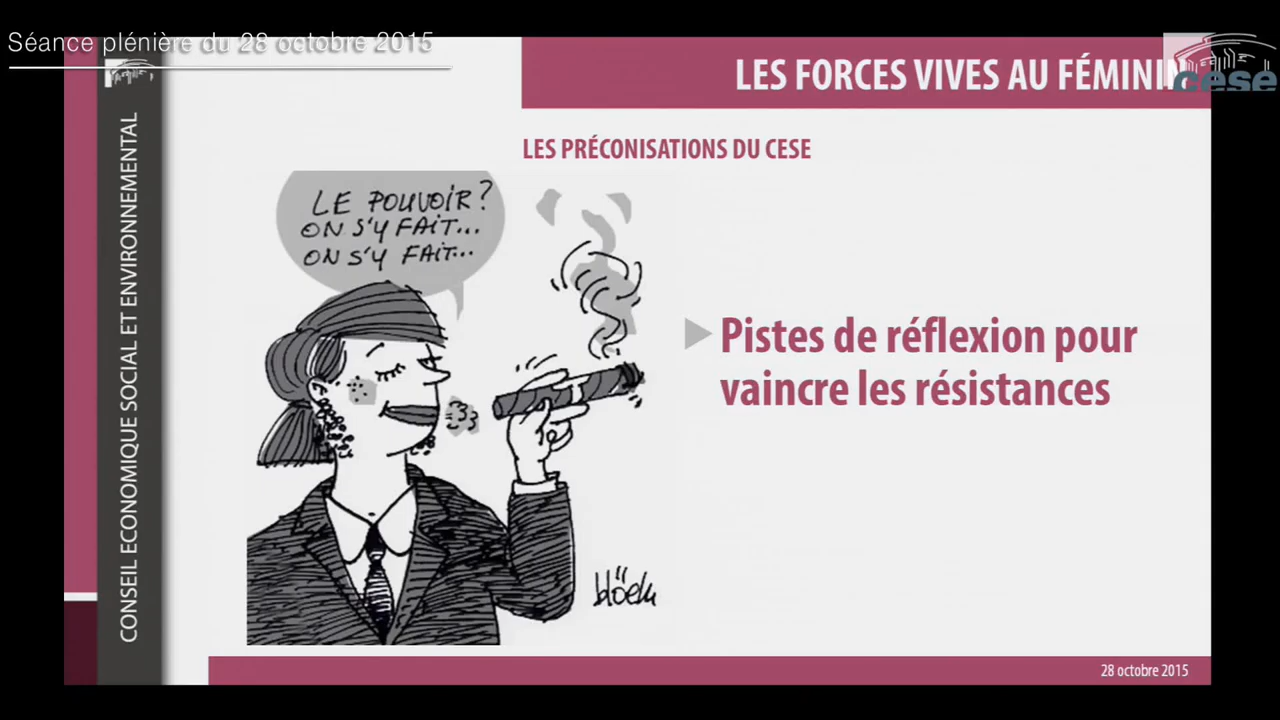 Séance plénière du 28 octobre 2015
LES FORCES VIVES AU FÉMININ
cese
LES PRÉCONISATIONS DU CESE
CONSEIL ECONOMIQUE SOCIAL ET ENVIRONNEMENTAL
LE POUVOIR?
ON S'Y FAIT...
ON S'Y FAIT...
Pistes de réflexion pour
vaincre les résistances
blöek
28 octobre 2015